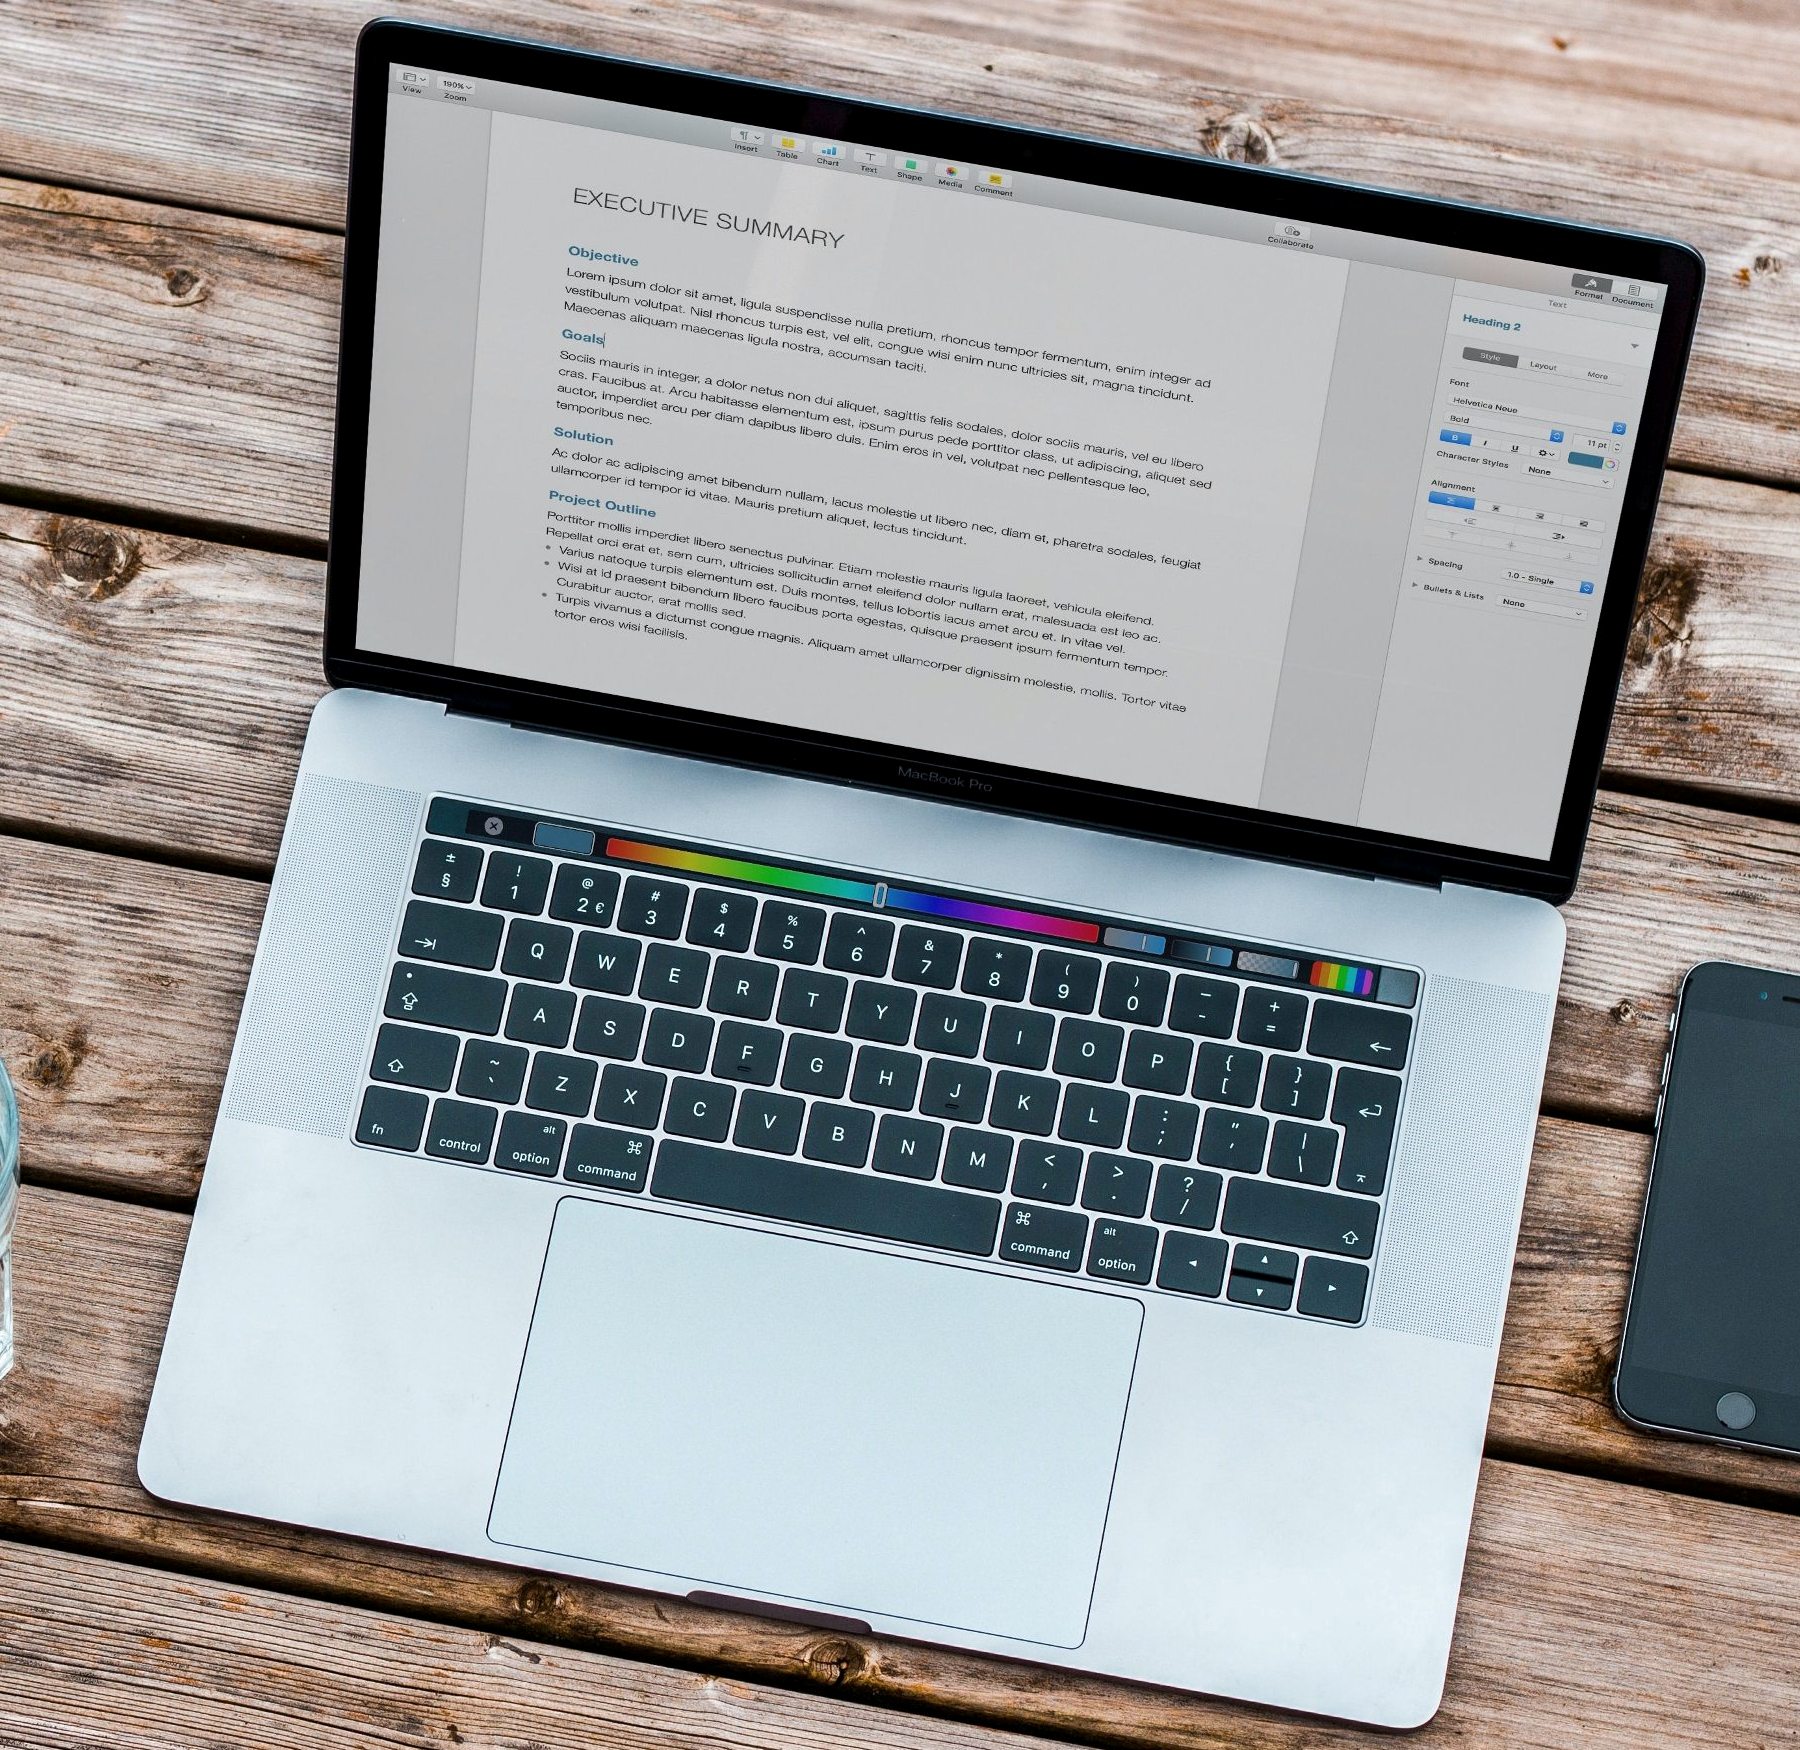 View
190%
Zoom
Insert
Table
Chart
Text
Shape
Media
Comment
Collaborate
Format
Document
EXECUTIVE SUMMARY
Objective
Lorem ipsum dolor sit amet, ligula suspendisse nulla pretium, rhoncus tempor fermentum, enim integer ad
vestibulum volutpat. Nisl rhoncus turpis est, vel elit, congue wisi enim nunc ultricies sit, magna tincidunt.
Maecenas aliquam maecenas ligula nostra, accumsan taciti.
Goals
Sociis mauris in integer, a dolor netus non dui aliquet, sagittis felis sodales, dolor sociis mauris, vel eu libero
cras. Faucibus at. Arcu habitasse elementum est, ipsum purus pede porttitor class, ut adipiscing, aliquet sed
auctor, imperdiet arcu per diam dapibus libero duis. Enim eros in vel, volutpat nec pellentesque leo,
temporibus nec.
Solution
Ac dolor ac adipiscing amet bibendum nullam, lacus molestie ut libero nec, diam et, pharetra sodales, feugiat
ullamcorper id tempor id vitae. Mauris pretium aliquet, lectus tincidunt.
Project Outline
Porttitor mollis imperdiet libero senectus pulvinar. Etiam molestie mauris ligula laoreet, vehicula eleifend.
Repellat orci erat et, sem cum, ultricies sollicitudin amet eleifend dolor nullam erat, malesuada est leo ac.
• Varius natoque turpis elementum est. Duis montes, tellus lobortis lacus amet arcu et. In vitae vel.
• Wisi at id praesent bibendum libero faucibus porta egestas, quisque praesent ipsum fermentum tempor.
Curabitur auctor, erat mollis sed.
• Turpis vivamus a dictumst congue magnis. Aliquam amet ullamcorper dignissim molestie, mollis. Tortor vitae
tortor eros wisi facilisis.
Text
Heading 2
Style Layout More
Font
Helvetica Neue
Bold 11 pt
B I U
Character Styles None
Alignment
Spacing 1.0 - Single
Bullets & Lists None
MacBook Pro
± ! @ # $ % ^ & * ( ) _ +
§ 1 2 € 3 4 5 6 7 8 9 0 - =
Q W E R T Y U I O P { [ } ]
A S D F G H J K L : ; " ' | \
~ ` Z X C V B N M < , > . ? /
fn control alt option ⌘ command ⌘ command alt option